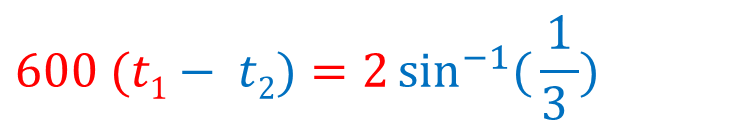 600 (t₁ − t₂) = 2 sin⁻¹(1/3)